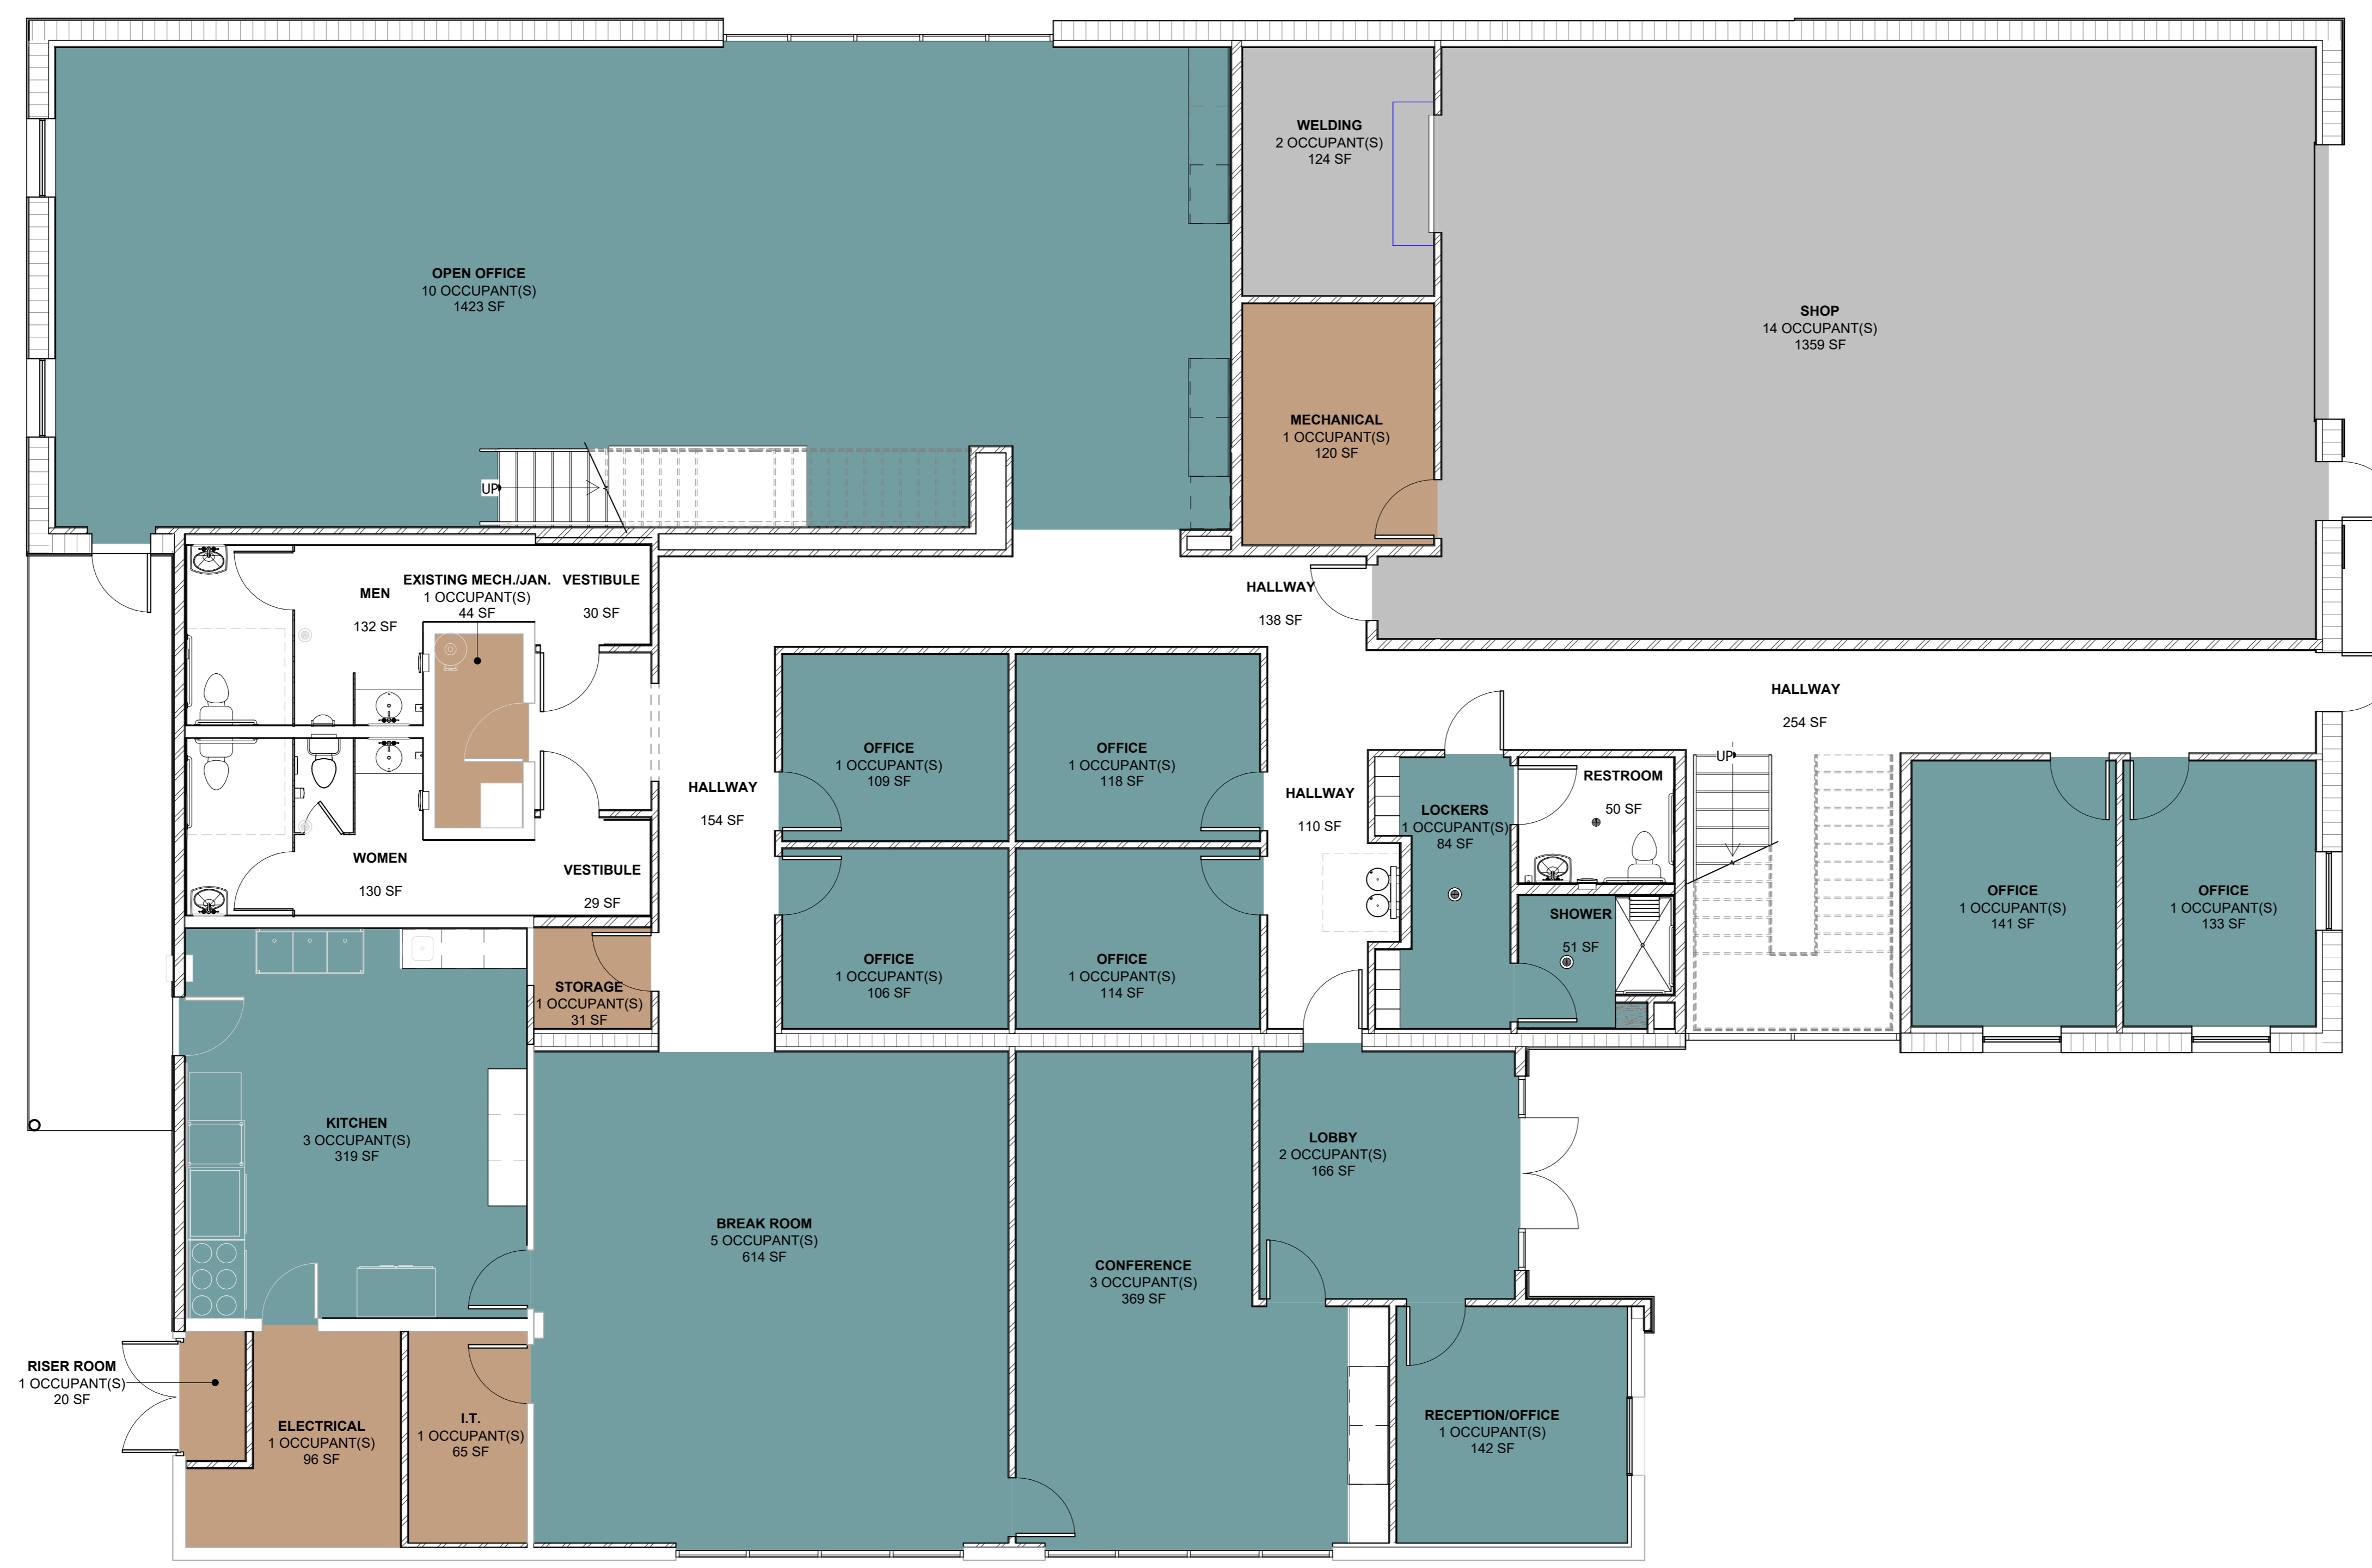 WELDING
2 OCCUPANT(S)
124 SF
OPEN OFFICE
10 OCCUPANT(S)
1423 SF
SHOP
14 OCCUPANT(S)
1359 SF
MECHANICAL
1 OCCUPANT(S)
120 SF
UP
MEN
132 SF
EXISTING MECH./JAN.
1 OCCUPANT(S)
44 SF
VESTIBULE
30 SF
HALLWAY
138 SF
HALLWAY
254 SF
OFFICE
1 OCCUPANT(S)
109 SF
OFFICE
1 OCCUPANT(S)
118 SF
UP
HALLWAY
154 SF
HALLWAY
110 SF
LOCKERS
1 OCCUPANT(S)
84 SF
RESTROOM
50 SF
WOMEN
130 SF
VESTIBULE
29 SF
SHOWER
51 SF
OFFICE
1 OCCUPANT(S)
141 SF
OFFICE
1 OCCUPANT(S)
133 SF
STORAGE
1 OCCUPANT(S)
31 SF
OFFICE
1 OCCUPANT(S)
106 SF
OFFICE
1 OCCUPANT(S)
114 SF
KITCHEN
3 OCCUPANT(S)
319 SF
LOBBY
2 OCCUPANT(S)
166 SF
BREAK ROOM
5 OCCUPANT(S)
614 SF
CONFERENCE
3 OCCUPANT(S)
369 SF
RISER ROOM
1 OCCUPANT(S)
20 SF
ELECTRICAL
1 OCCUPANT(S)
96 SF
I.T.
1 OCCUPANT(S)
65 SF
RECEPTION/OFFICE
1 OCCUPANT(S)
142 SF